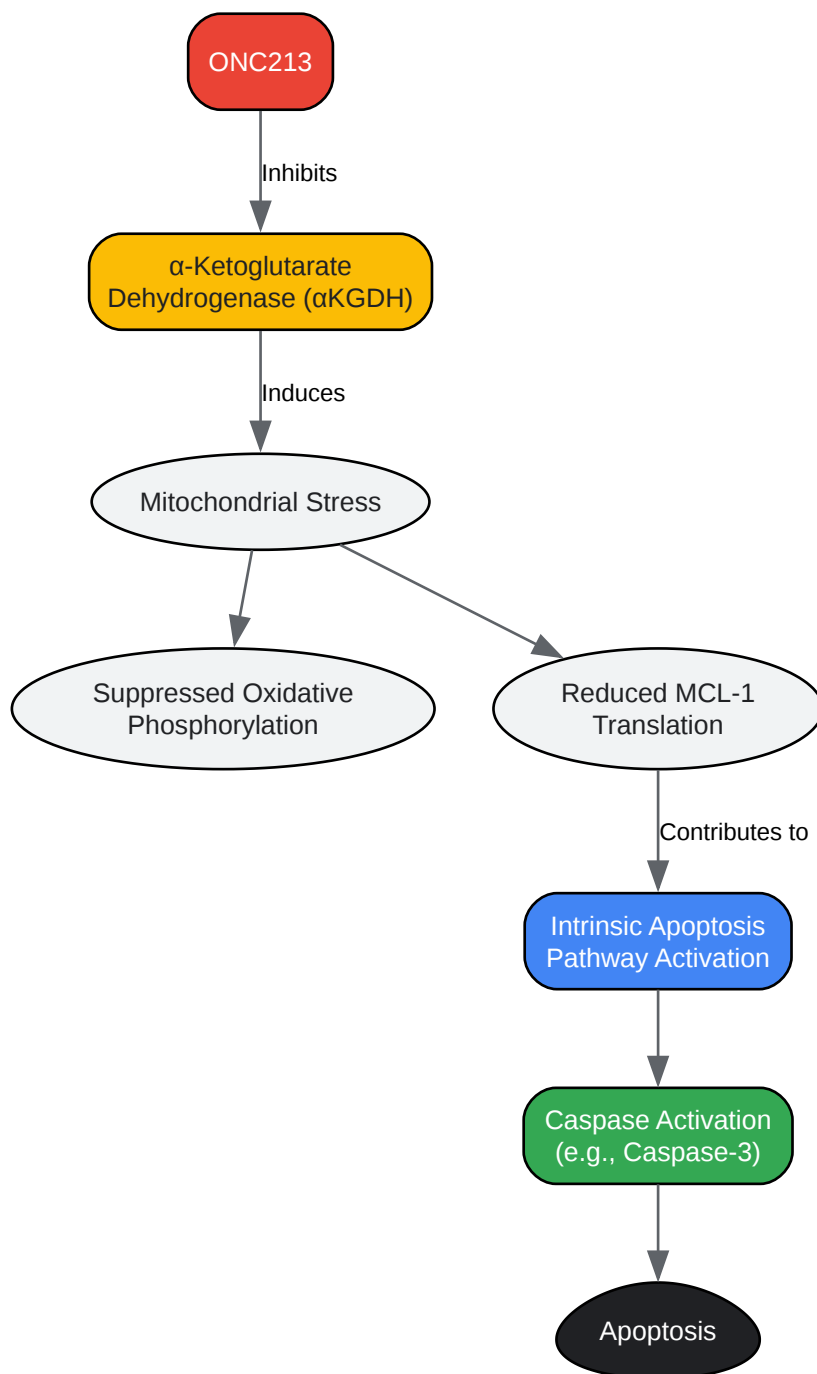 ONC213
Inhibits
α-Ketoglutarate
Dehydrogenase (αKGDH)
Induces
Mitochondrial Stress
Suppressed Oxidative
Phosphorylation
Reduced MCL-1
Translation
Contributes to
Intrinsic Apoptosis
Pathway Activation
Caspase Activation
(e.g., Caspase-3)
Apoptosis